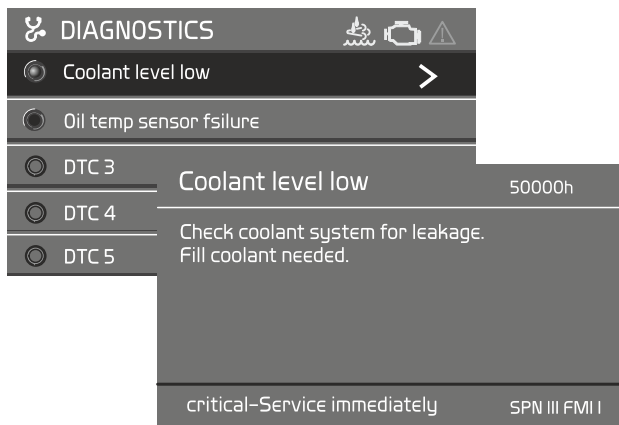 DIAGNOSTICS
Coolant level low
Oil temp sensor fsilure
DTC 3
DTC 4
DTC 5
Coolant level low
50000h
Check coolant system for leakage.
Fill coolant needed.
critical-Service immediately
SPN III FMI I